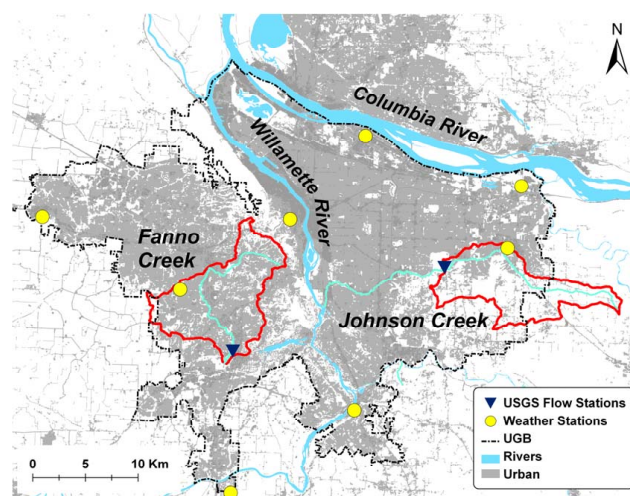 N
Columbia River
Willamette River
Fanno
Creek
Johnson Creek
USGS Flow Stations
Weather Stations
UGB
Rivers
Urban
0 5 10 Km